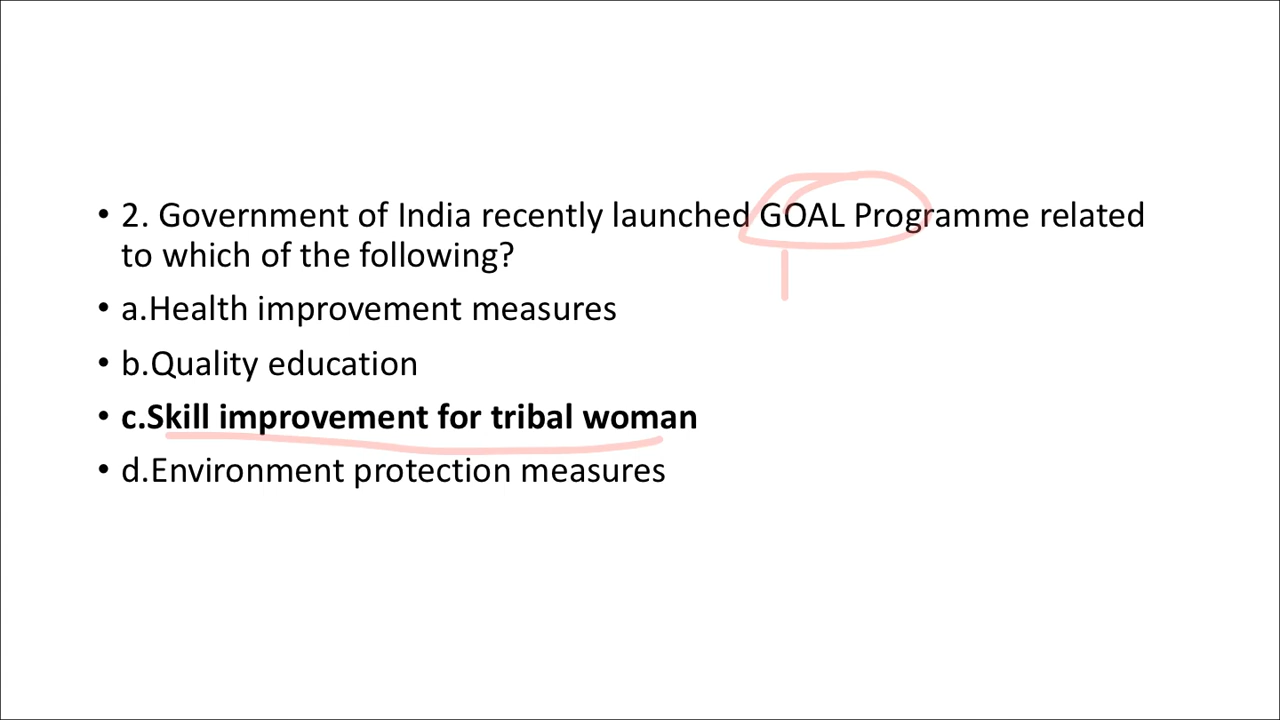 • 2. Government of India recently launched GOAL Programme related
to which of the following?
• a.Health improvement measures
• b.Quality education
• c.Skill improvement for tribal woman
• d.Environment protection measures